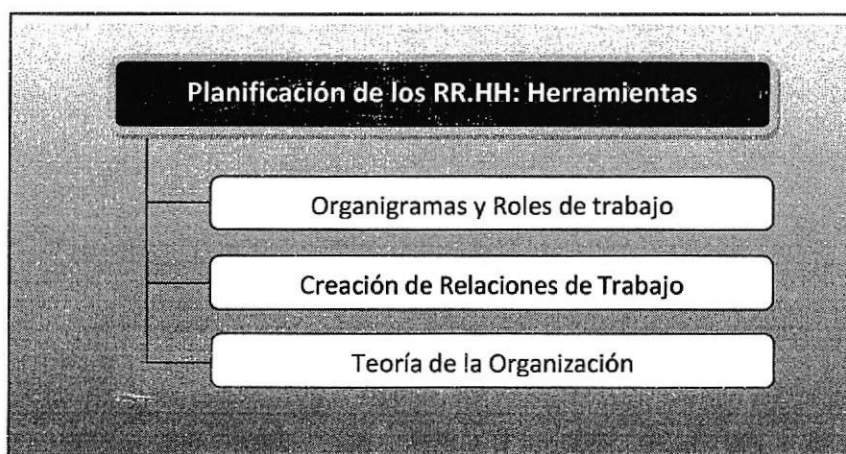 Planificación de los RR.HH: Herramientas
Organigramas y Roles de trabajo
Creación de Relaciones de Trabajo
Teoría de la Organización